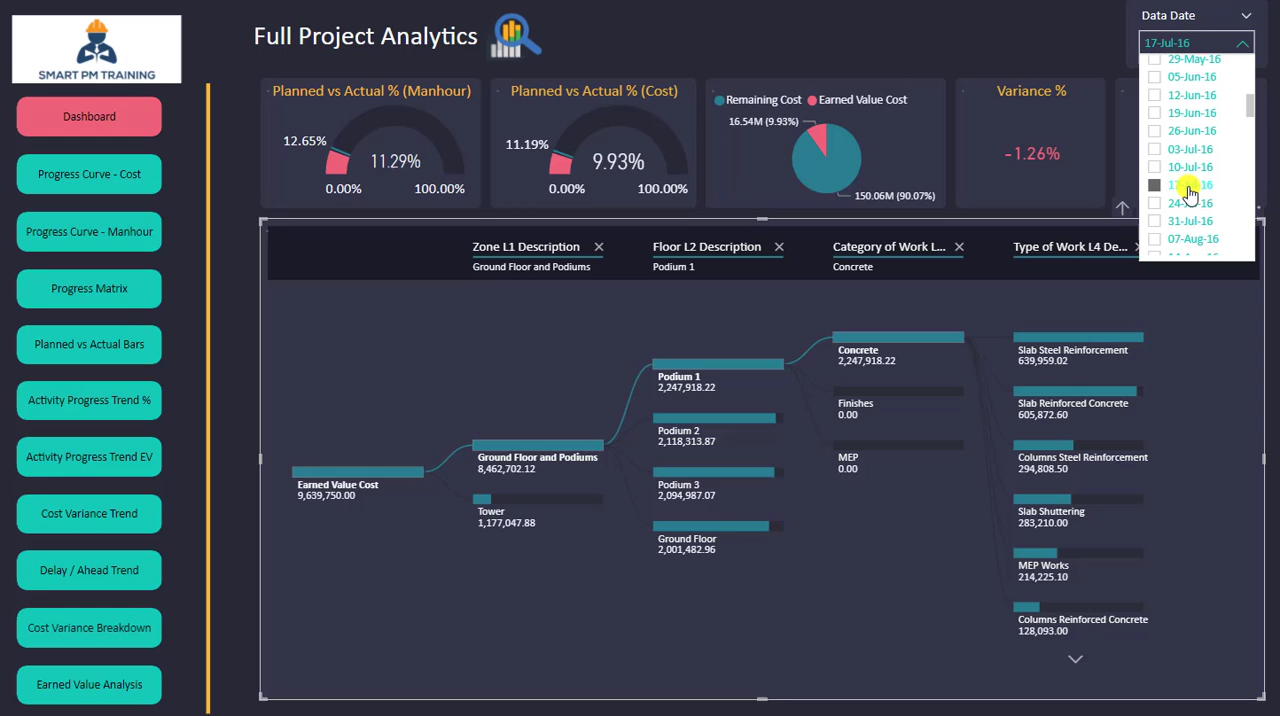 SMART PM TRAINING
Dashboard
Progress Curve - Cost
Progress Curve - Manhour
Progress Matrix
Planned vs Actual Bars
Activity Progress Trend %
Activity Progress Trend EV
Cost Variance Trend
Delay / Ahead Trend
Cost Variance Breakdown
Earned Value Analysis
Full Project Analytics
Data Date
17-Jul-16
29-May-16
05-Jun-16
12-Jun-16
19-Jun-16
26-Jun-16
03-Jul-16
10-Jul-16
24-Jul-16
31-Jul-16
07-Aug-16
Planned vs Actual % (Manhour)
12.65%
11.29%
0.00%
100.00%
Planned vs Actual % (Cost)
11.19%
9.93%
0.00%
100.00%
Remaining Cost
Earned Value Cost
16.54M (9.93%)
150.06M (90.07%)
Variance %
-1.26%
Zone L1 Description
Ground Floor and Podiums
Floor L2 Description
Podium 1
Category of Work L...
Concrete
Type of Work L4 De...
Earned Value Cost
9,639,750.00
Ground Floor and Podiums
8,462,702.12
Tower
1,177,047.88
Podium 1
2,247,918.22
Podium 2
2,118,313.87
Podium 3
2,094,987.07
Ground Floor
2,001,482.96
Concrete
2,247,918.22
Finishes
0.00
MEP
0.00
Slab Steel Reinforcement
639,959.02
Slab Reinforced Concrete
605,872.60
Columns Steel Reinforcement
294,808.50
Slab Shuttering
283,210.00
MEP Works
214,225.10
Columns Reinforced Concrete
128,093.00